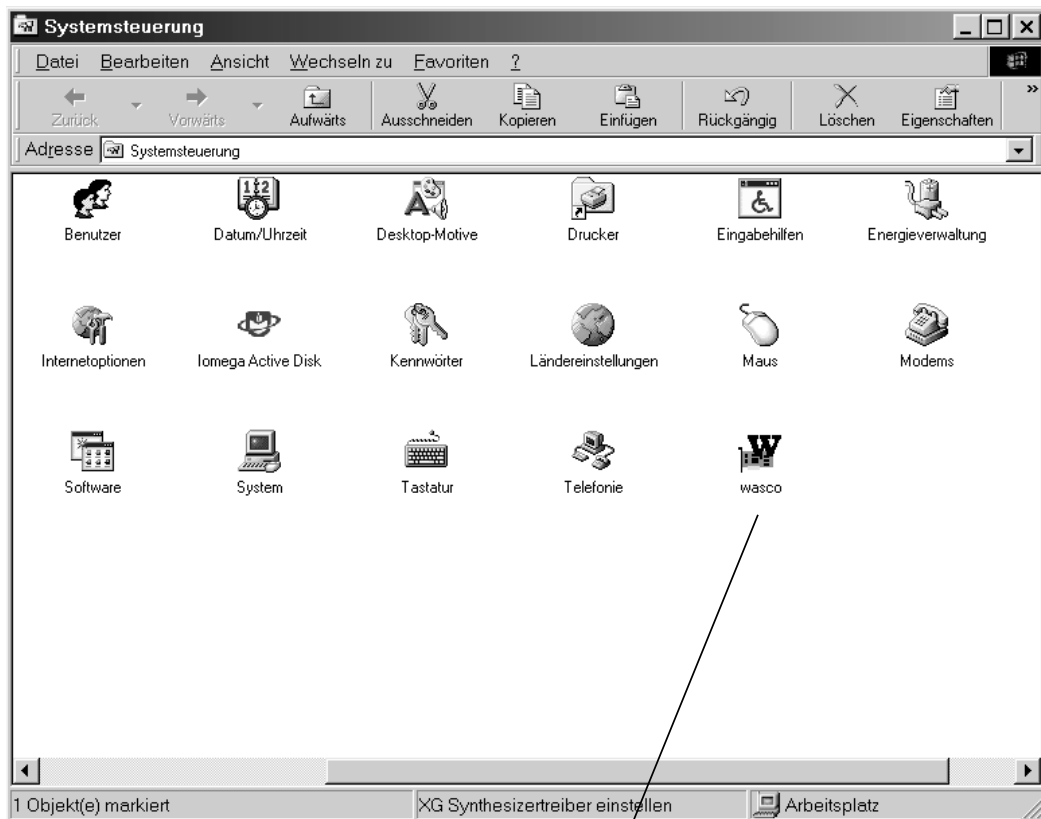 Systemsteuerung
Datei Bearbeiten Ansicht Wechseln zu Favoriten ?
Zurück Vorwärts Aufwärts Ausschneiden Kopieren Einfügen Rückgängig Löschen Eigenschaften »
Adresse Systemsteuerung
Benutzer Datum/Uhrzeit Desktop-Motive Drucker Eingabehilfen Energieverwaltung
Internetoptionen Iomega Active Disk Kennwörter Ländereinstellungen Maus Modems
Software System Tastatur Telefonie wasco
1 Objekt(e) markiert XG Synthesizertreiber einstellen Arbeitsplatz